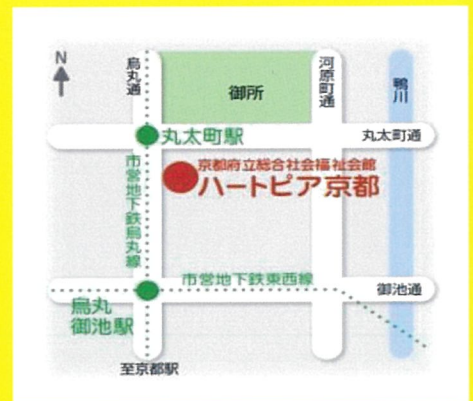 N
烏丸通
御所
河原町通
鴨川
丸太町駅
丸太町通
京都府立総合社会福祉会館
ハートピア京都
市営地下鉄烏丸線
市営地下鉄東西線
御池通
烏丸
御池駅
至京都駅